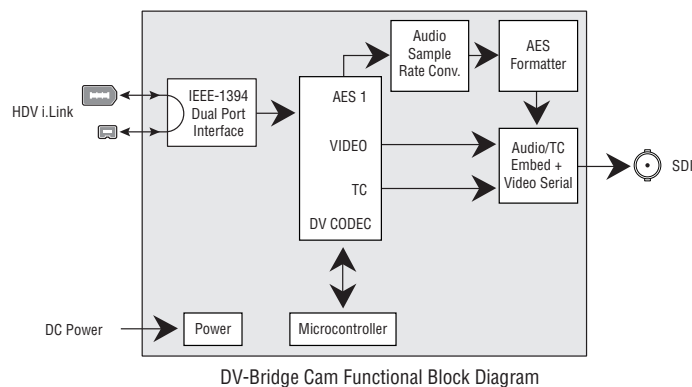 Audio
Sample
Rate Conv.
AES
Formatter
HDV i.Link
IEEE-1394
Dual Port
Interface
AES 1
VIDEO
TC
DV CODEC
Audio/TC
Embed +
Video Serial
SDI
DC Power
Power
Microcontroller
DV-Bridge Cam Functional Block Diagram